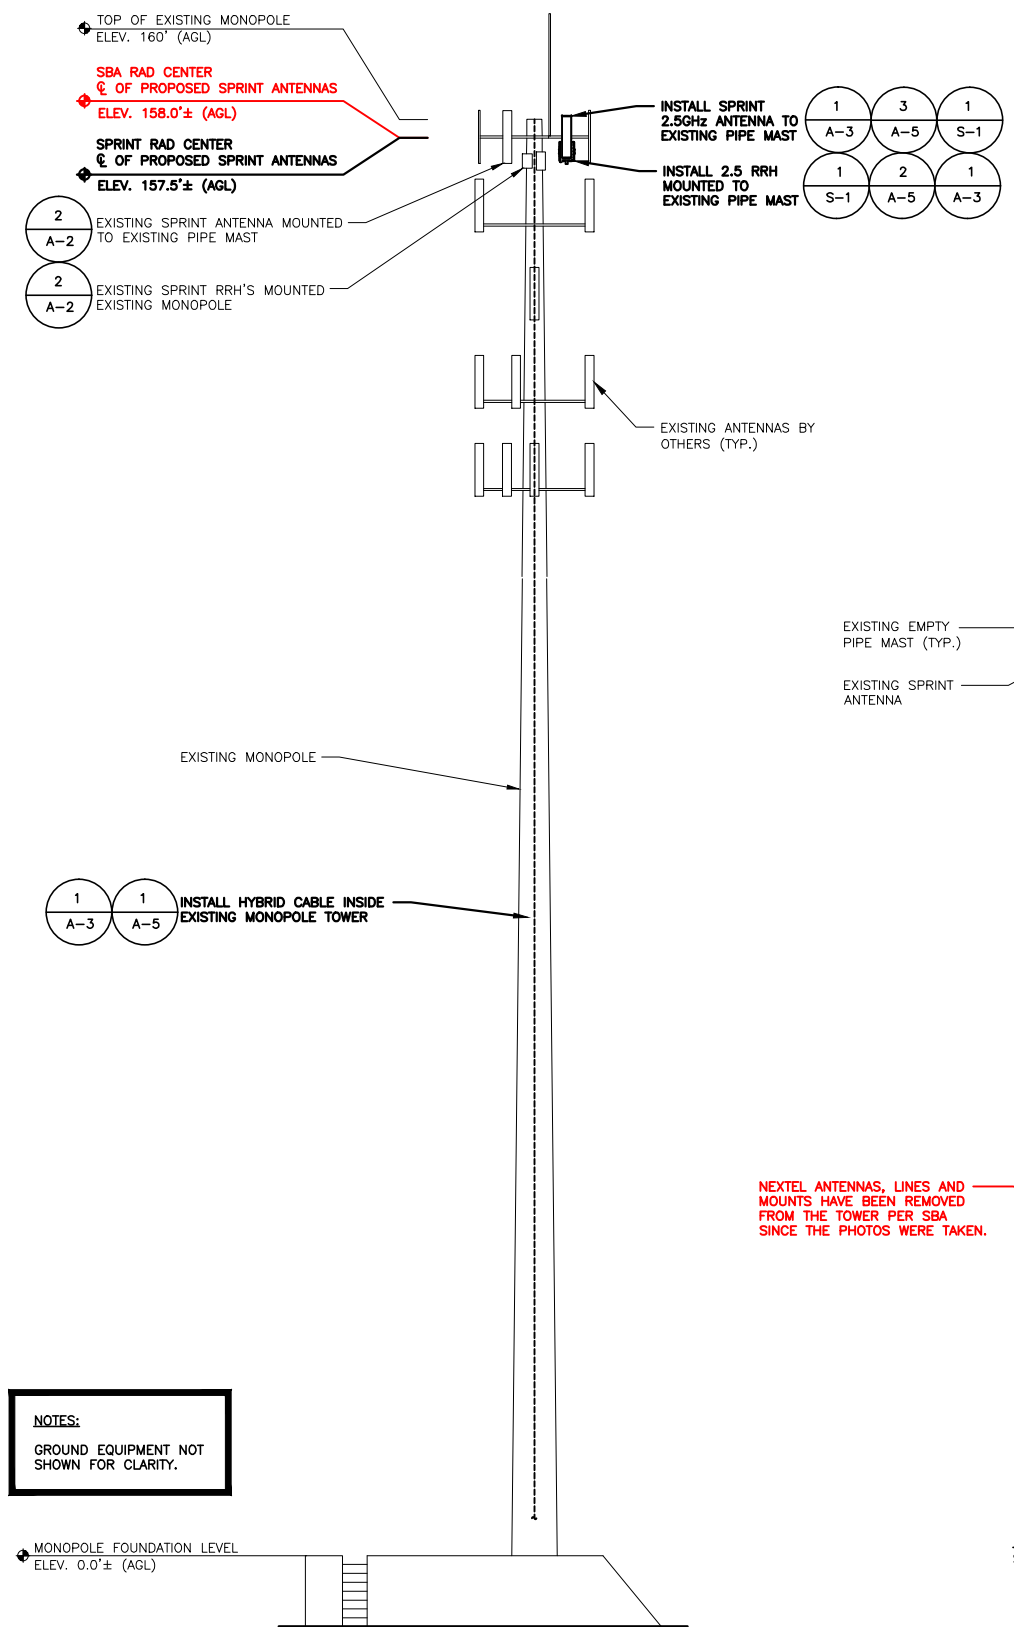 TOP OF EXISTING MONOPOLE
ELEV. 160' (AGL)
SBA RAD CENTER
℄ OF PROPOSED SPRINT ANTENNAS
ELEV. 158.0'± (AGL)
SPRINT RAD CENTER
℄ OF PROPOSED SPRINT ANTENNAS
ELEV. 157.5'± (AGL)
2
A-2
EXISTING SPRINT ANTENNA MOUNTED
TO EXISTING PIPE MAST
2
A-2
EXISTING SPRINT RRH'S MOUNTED
EXISTING MONOPOLE
INSTALL SPRINT
2.5GHz ANTENNA TO
EXISTING PIPE MAST
1 3 1
A-3 A-5 S-1
INSTALL 2.5 RRH
MOUNTED TO
EXISTING PIPE MAST
1 2 1
S-1 A-5 A-3
EXISTING ANTENNAS BY
OTHERS (TYP.)
EXISTING EMPTY
PIPE MAST (TYP.)
EXISTING SPRINT
ANTENNA
EXISTING MONOPOLE
1 1
A-3 A-5
INSTALL HYBRID CABLE INSIDE
EXISTING MONOPOLE TOWER
NEXTEL ANTENNAS, LINES AND
MOUNTS HAVE BEEN REMOVED
FROM THE TOWER PER SBA
SINCE THE PHOTOS WERE TAKEN.
NOTES:
GROUND EQUIPMENT NOT
SHOWN FOR CLARITY.
MONOPOLE FOUNDATION LEVEL
ELEV. 0.0'± (AGL)